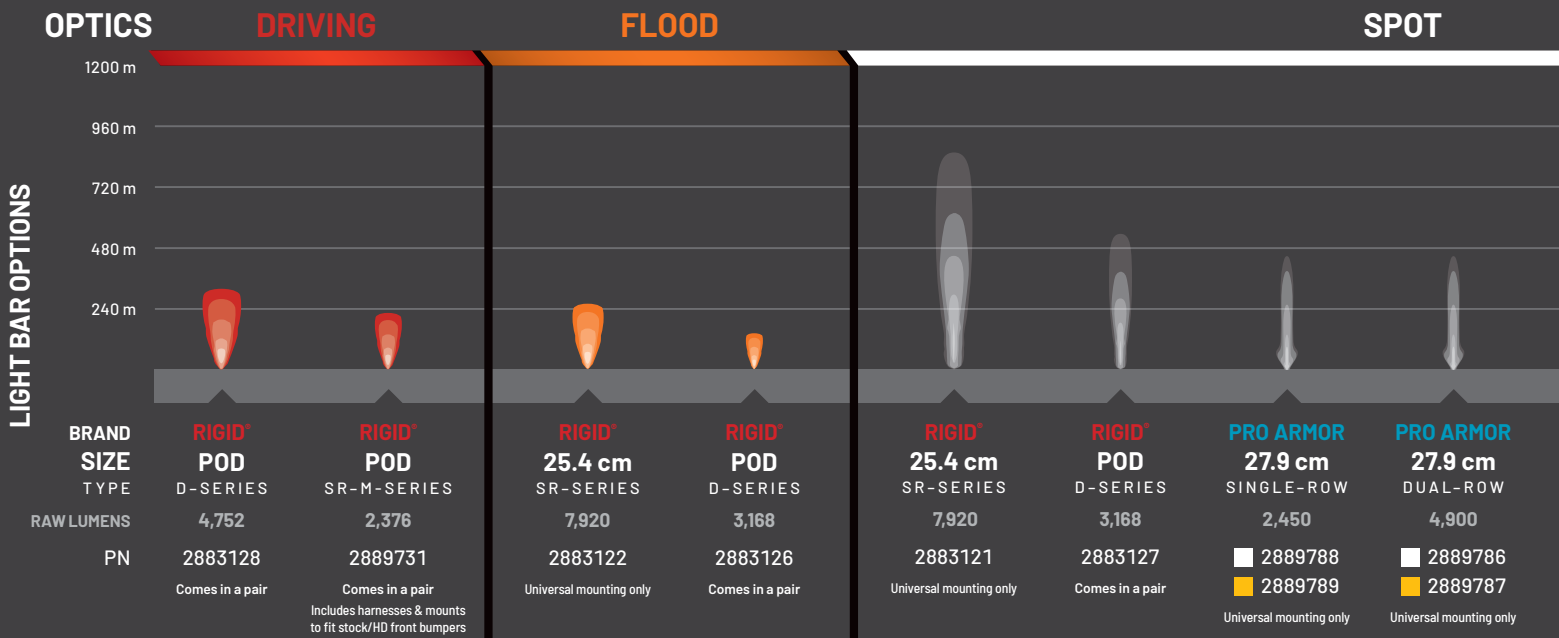 OPTICS DRIVING FLOOD SPOT
1200 m
960 m
720 m
480 m
240 m
LIGHT BAR OPTIONS
BRAND RIGID® RIGID® RIGID® RIGID® RIGID® RIGID® PRO ARMOR PRO ARMOR
SIZE POD POD 25.4 cm POD 25.4 cm POD 27.9 cm 27.9 cm
TYPE D-SERIES SR-M-SERIES SR-SERIES D-SERIES SR-SERIES D-SERIES SINGLE-ROW DUAL-ROW
RAW LUMENS 4,752 2,376 7,920 3,168 7,920 3,168 2,450 4,900
PN 2883128 2889731 2883122 2883126 2883121 2883127 2889788 2889786
2889789 2889787
Comes in a pair Comes in a pair Universal mounting only Comes in a pair Universal mounting only Comes in a pair
Includes harnesses & mounts
to fit stock/HD front bumpers
Universal mounting only Universal mounting only